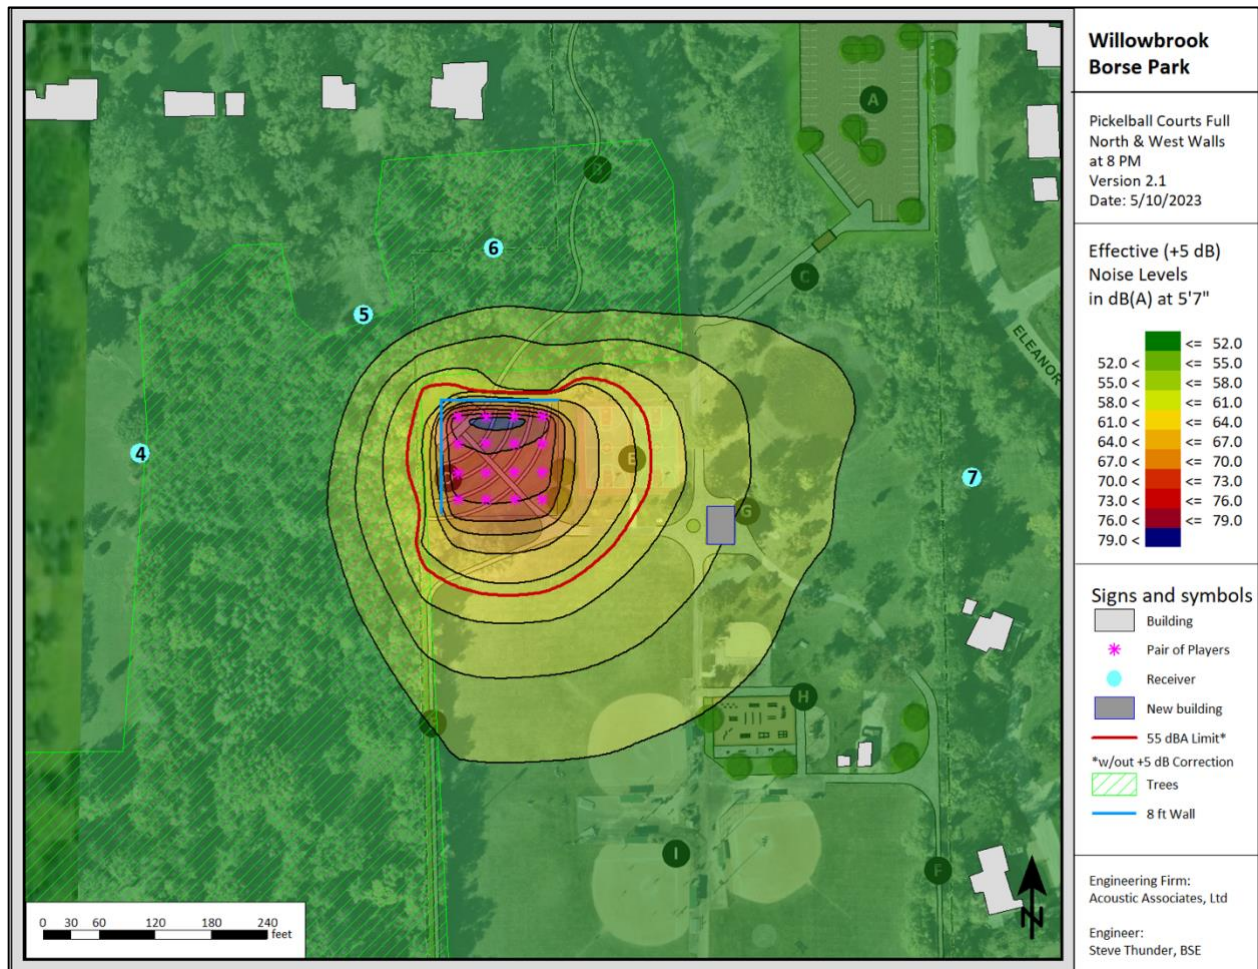 Willowbrook
Borse Park
Pickelball Courts Full
North & West Walls
at 8 PM
Version 2.1
Date: 5/10/2023
Effective (+5 dB)
Noise Levels
in dB(A) at 5'7"
<= 52.0
52.0 < <= 55.0
55.0 < <= 58.0
58.0 < <= 61.0
61.0 < <= 64.0
64.0 < <= 67.0
67.0 < <= 70.0
70.0 < <= 73.0
73.0 < <= 76.0
76.0 < <= 79.0
79.0 <
Signs and symbols
Building
Pair of Players
Receiver
New building
55 dBA Limit*
*w/out +5 dB Correction
Trees
8 ft Wall
Engineering Firm:
Acoustic Associates, Ltd
Engineer:
Steve Thunder, BSE
A
6
C
5
ELEANOR
4
E
7
G
H
I
F
N
0 30 60 120 180 240
feet